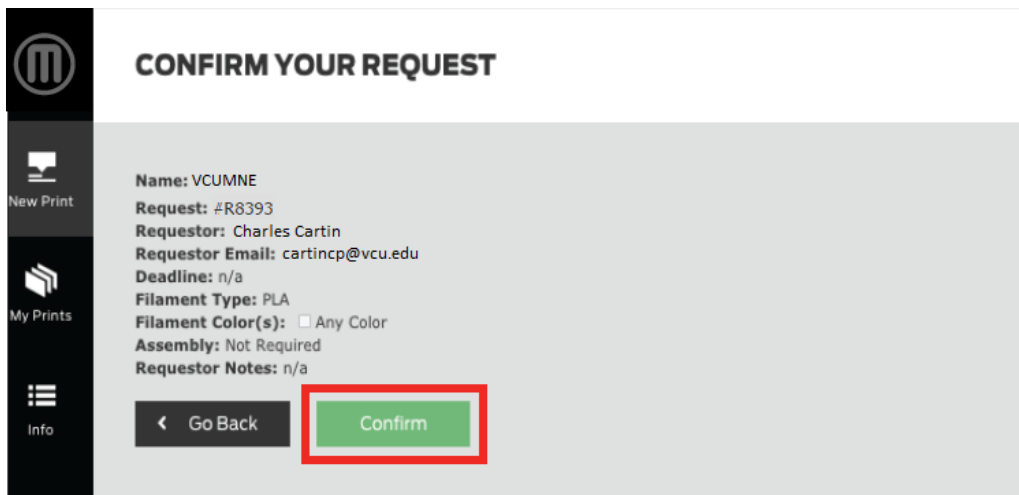 M
CONFIRM YOUR REQUEST
New Print
My Prints
Info
Name: VCUMNE
Request: #R8393
Requestor: Charles Cartin
Requestor Email: cartincp@vcu.edu
Deadline: n/a
Filament Type: PLA
Filament Color(s): Any Color
Assembly: Not Required
Requestor Notes: n/a
Go Back
Confirm